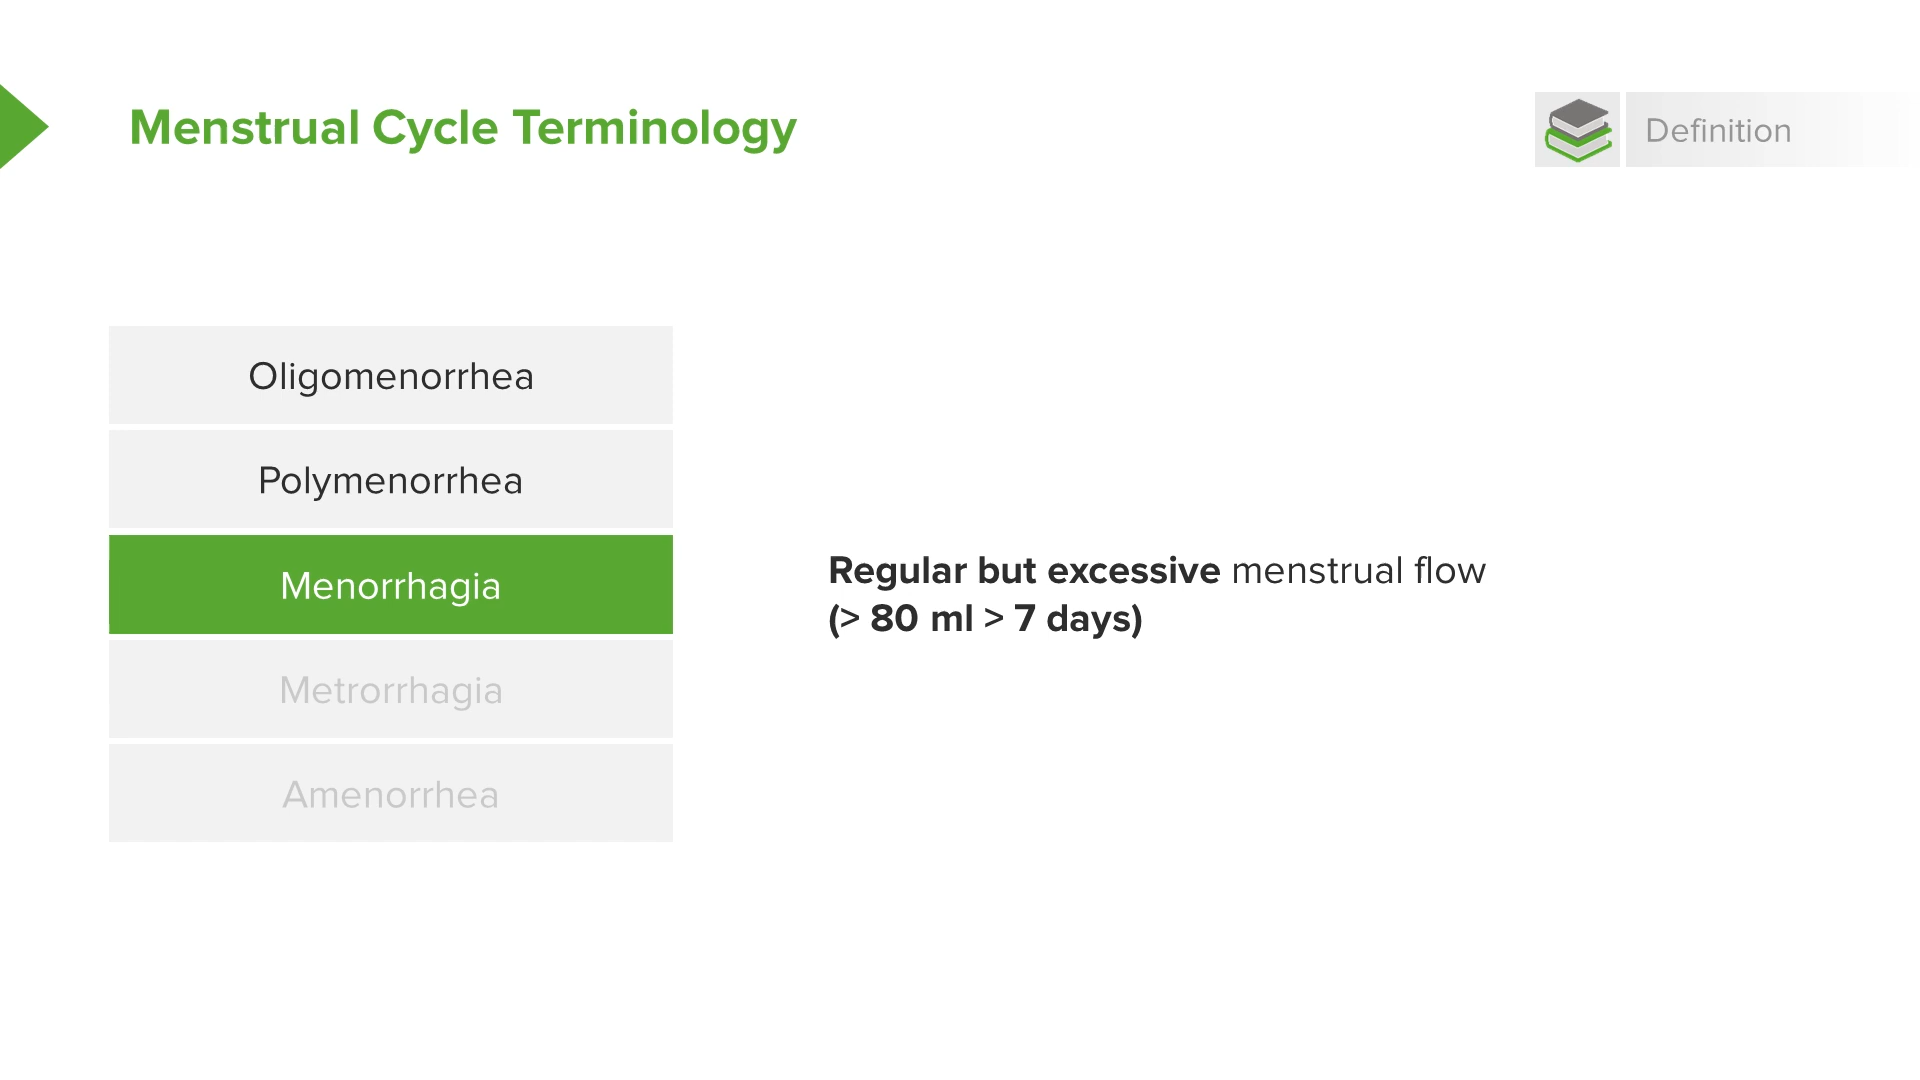 Menstrual Cycle Terminology
Definition
Oligomenorrhea
Polymenorrhea
Menorrhagia
Regular but excessive menstrual flow
(> 80 ml > 7 days)
Metrorrhagia
Amenorrhea